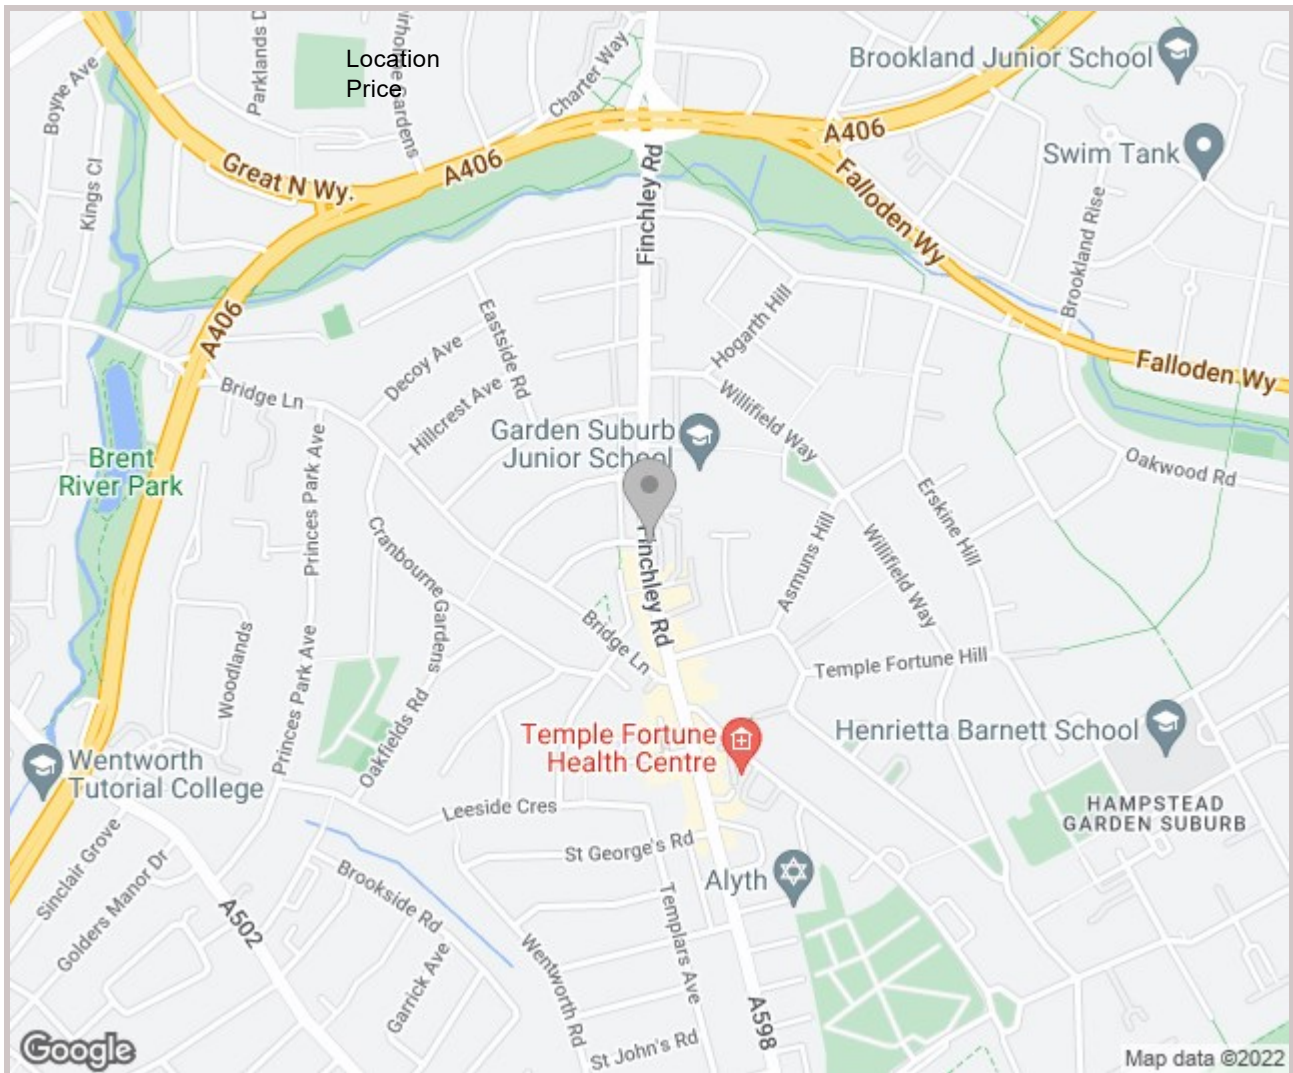 Location
Price
Brookland Junior School
Parklands D
Charter Way
Boyne Ave
Great N Wy.
A406
A406
Swim Tank
Kings Cl
Finchley Rd
Falloden Wy
Brookland Rise
A406
Eastside Rd
Hogarth Hill
Decoy Ave
Hillcrest Ave
Bridge Ln
Falloden Wy
Willifield Way
Garden Suburb
Junior School
Brent
River Park
Princes Park Ave
Oakwood Rd
Erskine Hill
Cranbourne Gardens
Finchley Rd
Asmuns Hill
Willifield Way
Bridge Ln
Woodlands
Princes Park Ave
Temple Fortune Hill
Oakfields Rd
Temple Fortune
Health Centre
Henrietta Barnett School
Wentworth
Tutorial College
Leeside Cres
HAMPSTEAD
GARDEN SUBURB
St George's Rd
Sinclair Grove
Golders Manor Dr
Brookside Rd
Alyth
A502
Templars Ave
Garrick Ave
Wentworth Rd
A598
St John's Rd
Google
Map data ©2022